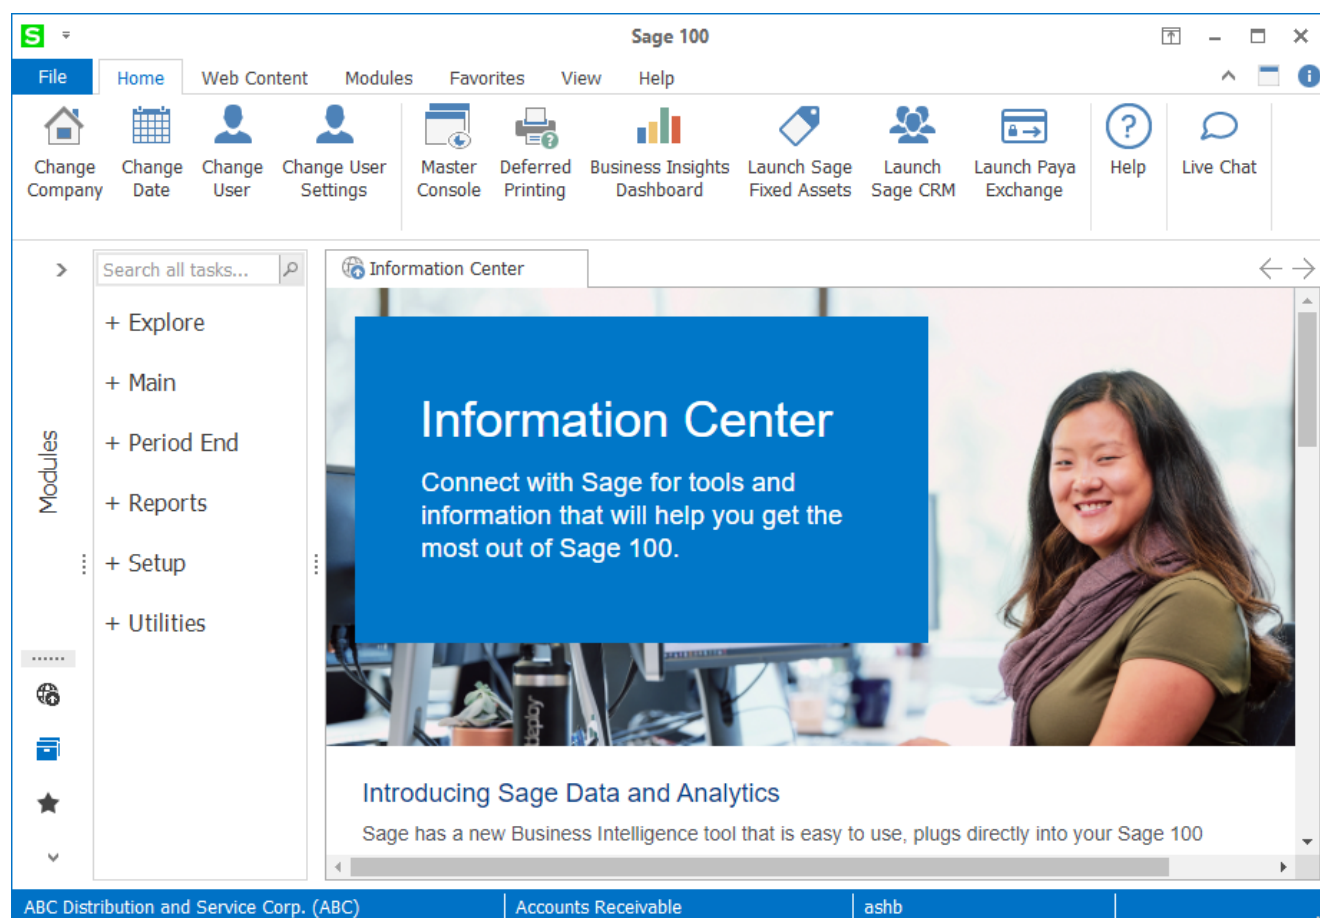 S
Sage 100
File Home Web Content Modules Favorites View Help
Change Company
Change Date
Change User
Change User Settings
Master Console
Deferred Printing
Business Insights Dashboard
Launch Sage Fixed Assets
Launch Sage CRM
Launch Paya Exchange
Help
Live Chat
Search all tasks...
Information Center
+ Explore
+ Main
+ Period End
+ Reports
+ Setup
+ Utilities
Modules
Information Center
Connect with Sage for tools and
information that will help you get the
most out of Sage 100.
deploy
Introducing Sage Data and Analytics
Sage has a new Business Intelligence tool that is easy to use, plugs directly into your Sage 100
ABC Distribution and Service Corp. (ABC) Accounts Receivable ashb